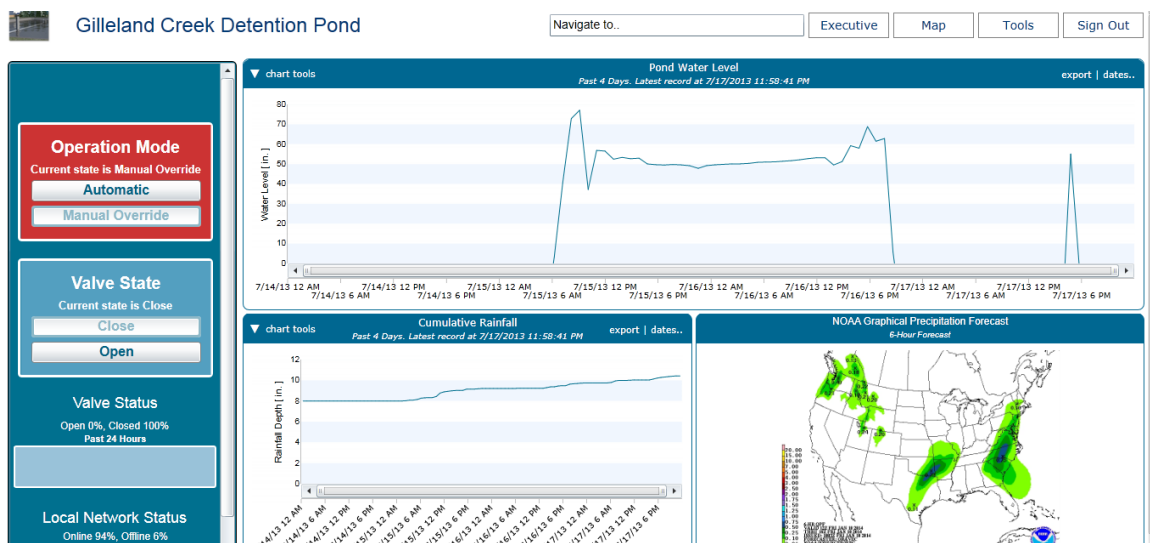 Gilleland Creek Detention Pond
Navigate to..
Executive
Map
Tools
Sign Out
Operation Mode
Current state is Manual Override
Automatic
Manual Override
Valve State
Current state is Close
Close
Open
Valve Status
Open 0%, Closed 100%
Past 24 Hours
Local Network Status
Online 94%, Offline 6%
▼ chart tools
Pond Water Level
Past 4 Days. Latest record at 7/17/2013 11:58:41 PM
export | dates..
Water Level [ in. ]
80
70
60
50
40
30
20
10
0
7/14/13 12 AM
7/14/13 6 AM
7/14/13 12 PM
7/14/13 6 PM
7/15/13 12 AM
7/15/13 6 AM
7/15/13 12 PM
7/15/13 6 PM
7/16/13 12 AM
7/16/13 6 AM
7/16/13 12 PM
7/16/13 6 PM
7/17/13 12 AM
7/17/13 6 AM
7/17/13 12 PM
7/17/13 6 PM
▼ chart tools
Cumulative Rainfall
Past 4 Days. Latest record at 7/17/2013 11:58:41 PM
export | dates..
Rainfall Depth [ in. ]
12
10
8
6
4
2
0
NOAA Graphical Precipitation Forecast
6-Hour Forecast